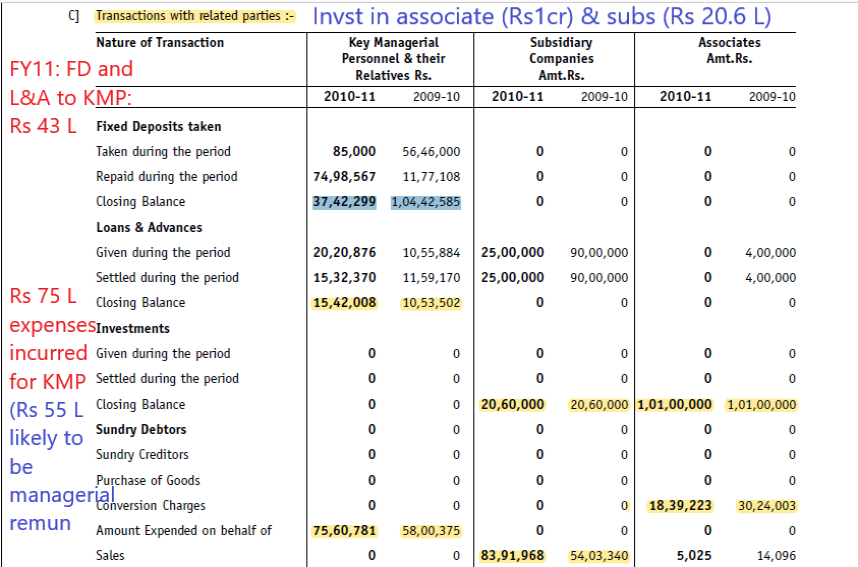 C] Transactions with related parties :- Invst in associate (Rs1cr) & subs (Rs 20.6 L)
Nature of Transaction Key Managerial Personnel & their Relatives Rs. Subsidiary Companies Amt.Rs. Associates Amt.Rs.
FY11: FD and
L&A to KMP:
Rs 43 L
2010-11 2009-10 2010-11 2009-10 2010-11 2009-10
Fixed Deposits taken
Taken during the period 85,000 56,46,000 0 0 0 0
Repaid during the period 74,98,567 11,77,108 0 0 0 0
Closing Balance 37,42,299 1,04,42,585 0 0 0 0
Loans & Advances
Given during the period 20,20,876 10,55,884 25,00,000 90,00,000 0 4,00,000
Settled during the period 15,32,370 11,59,170 25,00,000 90,00,000 0 4,00,000
Closing Balance 15,42,008 10,53,502 0 0 0 0
Rs 75 L
expenses
incurred
for KMP
(Rs 55 L
likely to
be
managerial
remun
Investments
Given during the period 0 0 0 0 0 0
Settled during the period 0 0 0 0 0 0
Closing Balance 0 0 20,60,000 20,60,000 1,01,00,000 1,01,00,000
Sundry Debtors 0 0 0 0 0 0
Sundry Creditors 0 0 0 0 0 0
Purchase of Goods 0 0 0 0 0 0
Conversion Charges 0 0 0 0 18,39,223 30,24,003
Amount Expended on behalf of 75,60,781 58,00,375 0 0 0 0
Sales 0 0 83,91,968 54,03,340 5,025 14,096